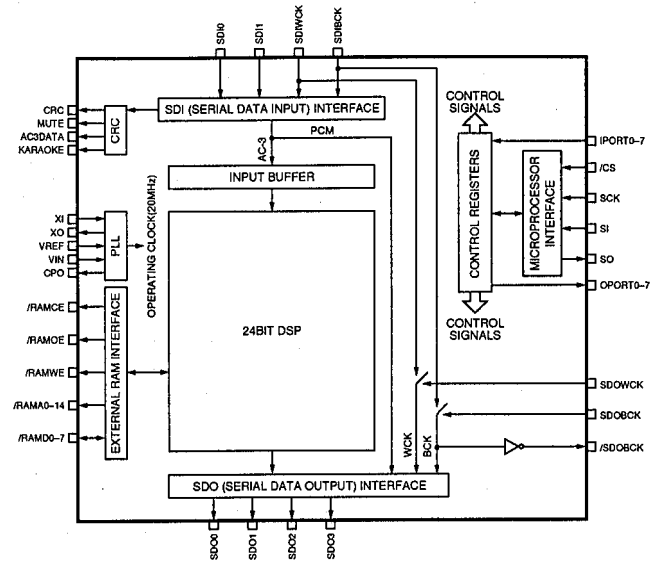 SDI0
SDI1
SDIWCK
SDIBCK
SDI (SERIAL DATA INPUT) INTERFACE
CRC
MUTE
AC3DATA
KARAOKE
CRC
AC-3
PCM
INPUT BUFFER
XI
XO
VREF
VIN
CPO
PLL
OPERATING CLOCK(20MHz)
/RAMCE
/RAMOE
/RAMWE
/RAMA0-14
/RAMD0-7
EXTERNAL RAM INTERFACE
24BIT DSP
CONTROL
SIGNALS
CONTROL REGISTERS
MICROPROCESSOR
INTERFACE
CONTROL
SIGNALS
IPORT0-7
/CS
SCK
SI
SO
OPORT0-7
SDOWCK
SDOBCK
/SDOBCK
WCK
BCK
SDO (SERIAL DATA OUTPUT) INTERFACE
SDO0
SDO1
SDO2
SDO3